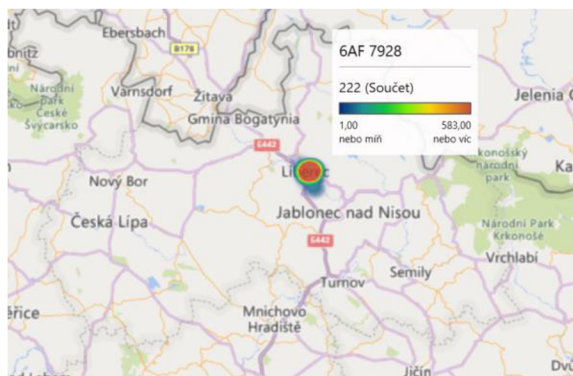 Ebersbach
B178
Varnsdorf
Národní
park
České
Švýcarsko
Žitava
Gmina Bogatynia
E442
Liberec
Nový Bor
Česká Lípa
Jablonec nad Nisou
E442
Turnov
Semily
Mnichovo
Hradiště
Jičín
Vrchlabí
Národní Park
Krkonoše
park
Jelenia G
6AF 7928
222 (Součet)
1,00
nebo míň
583,00
nebo víc